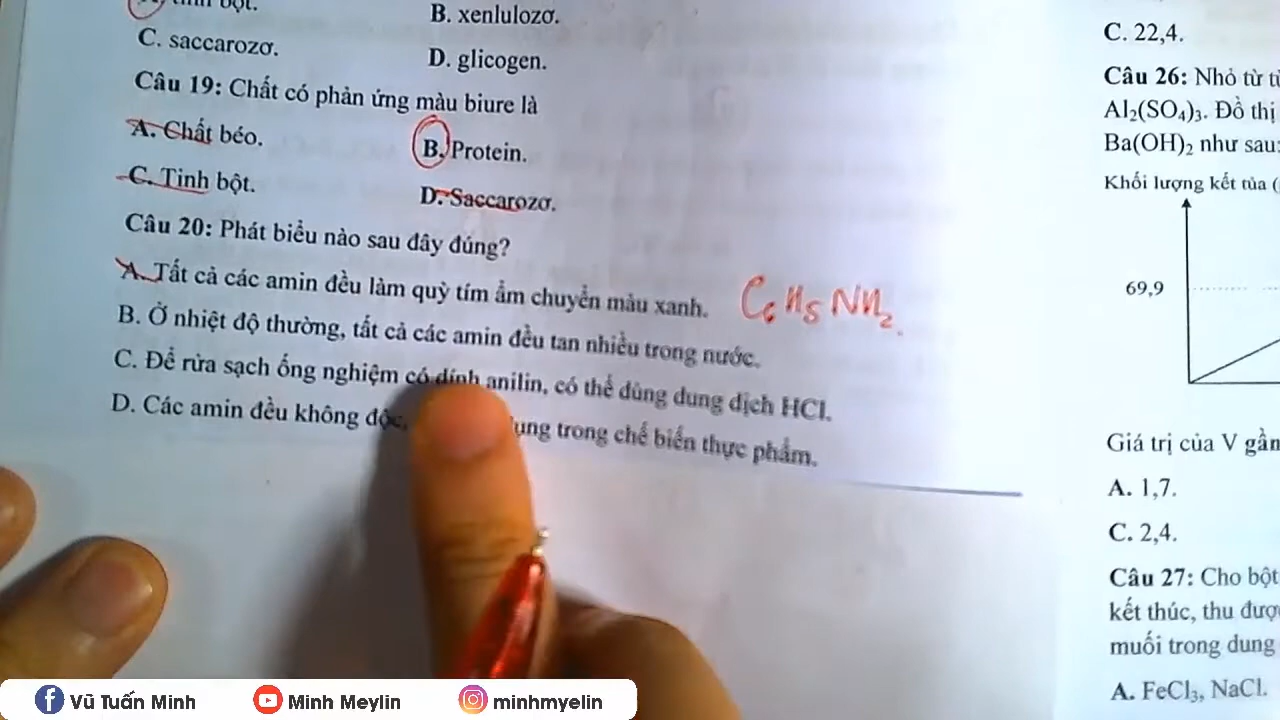 B. xenlulozơ.
C. saccarozơ.
D. glicogen.
Câu 19: Chất có phản ứng màu biure là
A. Chất béo.
B. Protein.
C. Tinh bột.
D. Saccarozơ.
Câu 20: Phát biểu nào sau đây đúng?
A. Tất cả các amin đều làm quỳ tím ẩm chuyển màu xanh.
C6H5NH2
B. Ở nhiệt độ thường, tất cả các amin đều tan nhiều trong nước.
C. Để rửa sạch ống nghiệm có dính anilin, có thể dùng dung dịch HCl.
D. Các amin đều không độc, dụng trong chế biến thực phẩm.
C. 22,4.
Câu 26: Nhỏ từ
Al2(SO4)3. Đồ thị
Ba(OH)2 như sau:
Khối lượng kết tủa (
69,9
Giá trị của V gần
A. 1,7.
C. 2,4.
Câu 27: Cho bột
kết thúc, thu được
muối trong dung
A. FeCl3, NaCl.
Vũ Tuấn Minh
Minh Meylin
minhmyelin